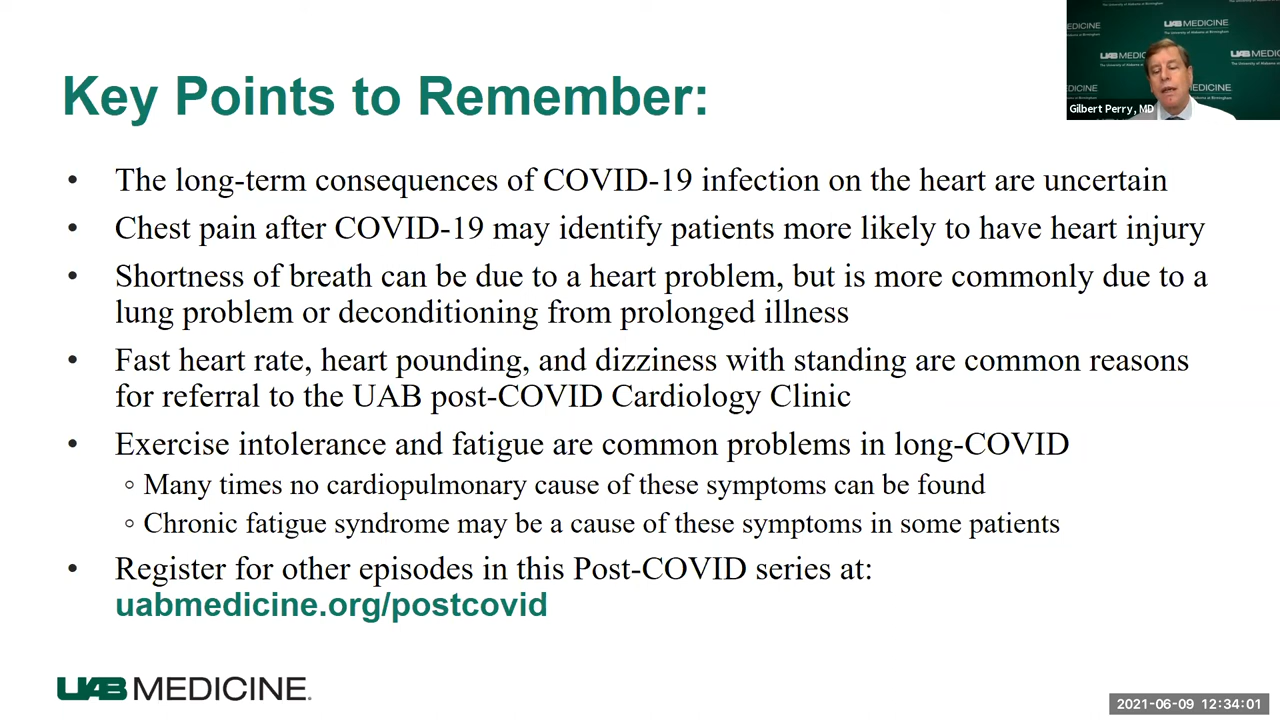 Key Points to Remember:
• The long-term consequences of COVID-19 infection on the heart are uncertain
• Chest pain after COVID-19 may identify patients more likely to have heart injury
• Shortness of breath can be due to a heart problem, but is more commonly due to a
lung problem or deconditioning from prolonged illness
• Fast heart rate, heart pounding, and dizziness with standing are common reasons
for referral to the UAB post-COVID Cardiology Clinic
• Exercise intolerance and fatigue are common problems in long-COVID
◦ Many times no cardiopulmonary cause of these symptoms can be found
◦ Chronic fatigue syndrome may be a cause of these symptoms in some patients
• Register for other episodes in this Post-COVID series at:
uabmedicine.org/postcovid
UAB MEDICINE
UAB MEDICINE
The University of Alabama at Birmingham
Gilbert Perry, MD
2021-06-09 12:34:01